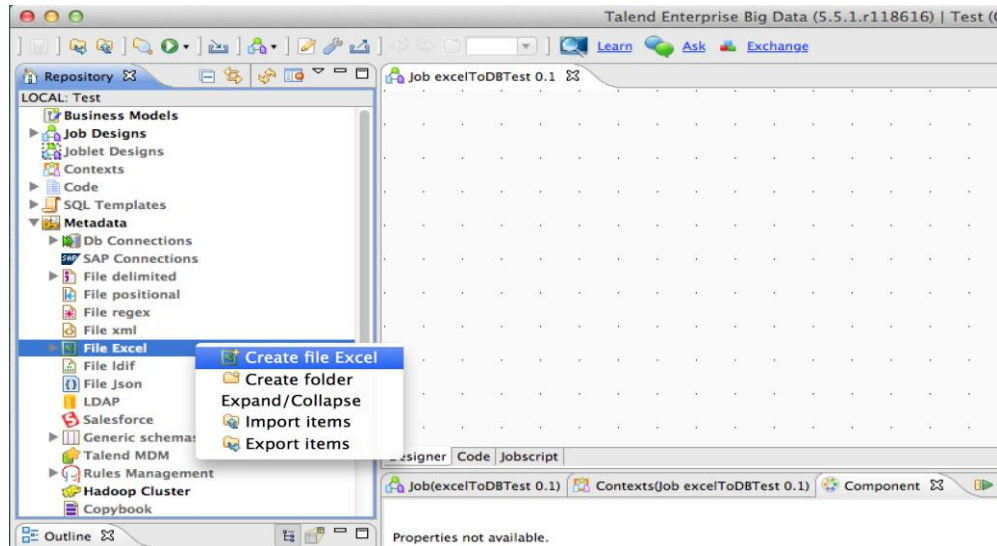 Talend Enterprise Big Data (5.5.1.r118616) | Test (
Learn Ask Exchange
Repository
Job excelToDBTest 0.1
LOCAL: Test
Business Models
Job Designs
Joblet Designs
Contexts
Code
SQL Templates
Metadata
Db Connections
SAP SAP Connections
File delimited
File positional
File regex
File xml
File Excel
File ldif
File Json
LDAP
Salesforce
Generic schemas
Talend MDM
Rules Management
Hadoop Cluster
Copybook
Create file Excel
Create folder
Expand/Collapse
Import items
Export items
Designer Code Jobscript
Job(excelToDBTest 0.1) Contexts(Job excelToDBTest 0.1) Component
Outline
Properties not available.